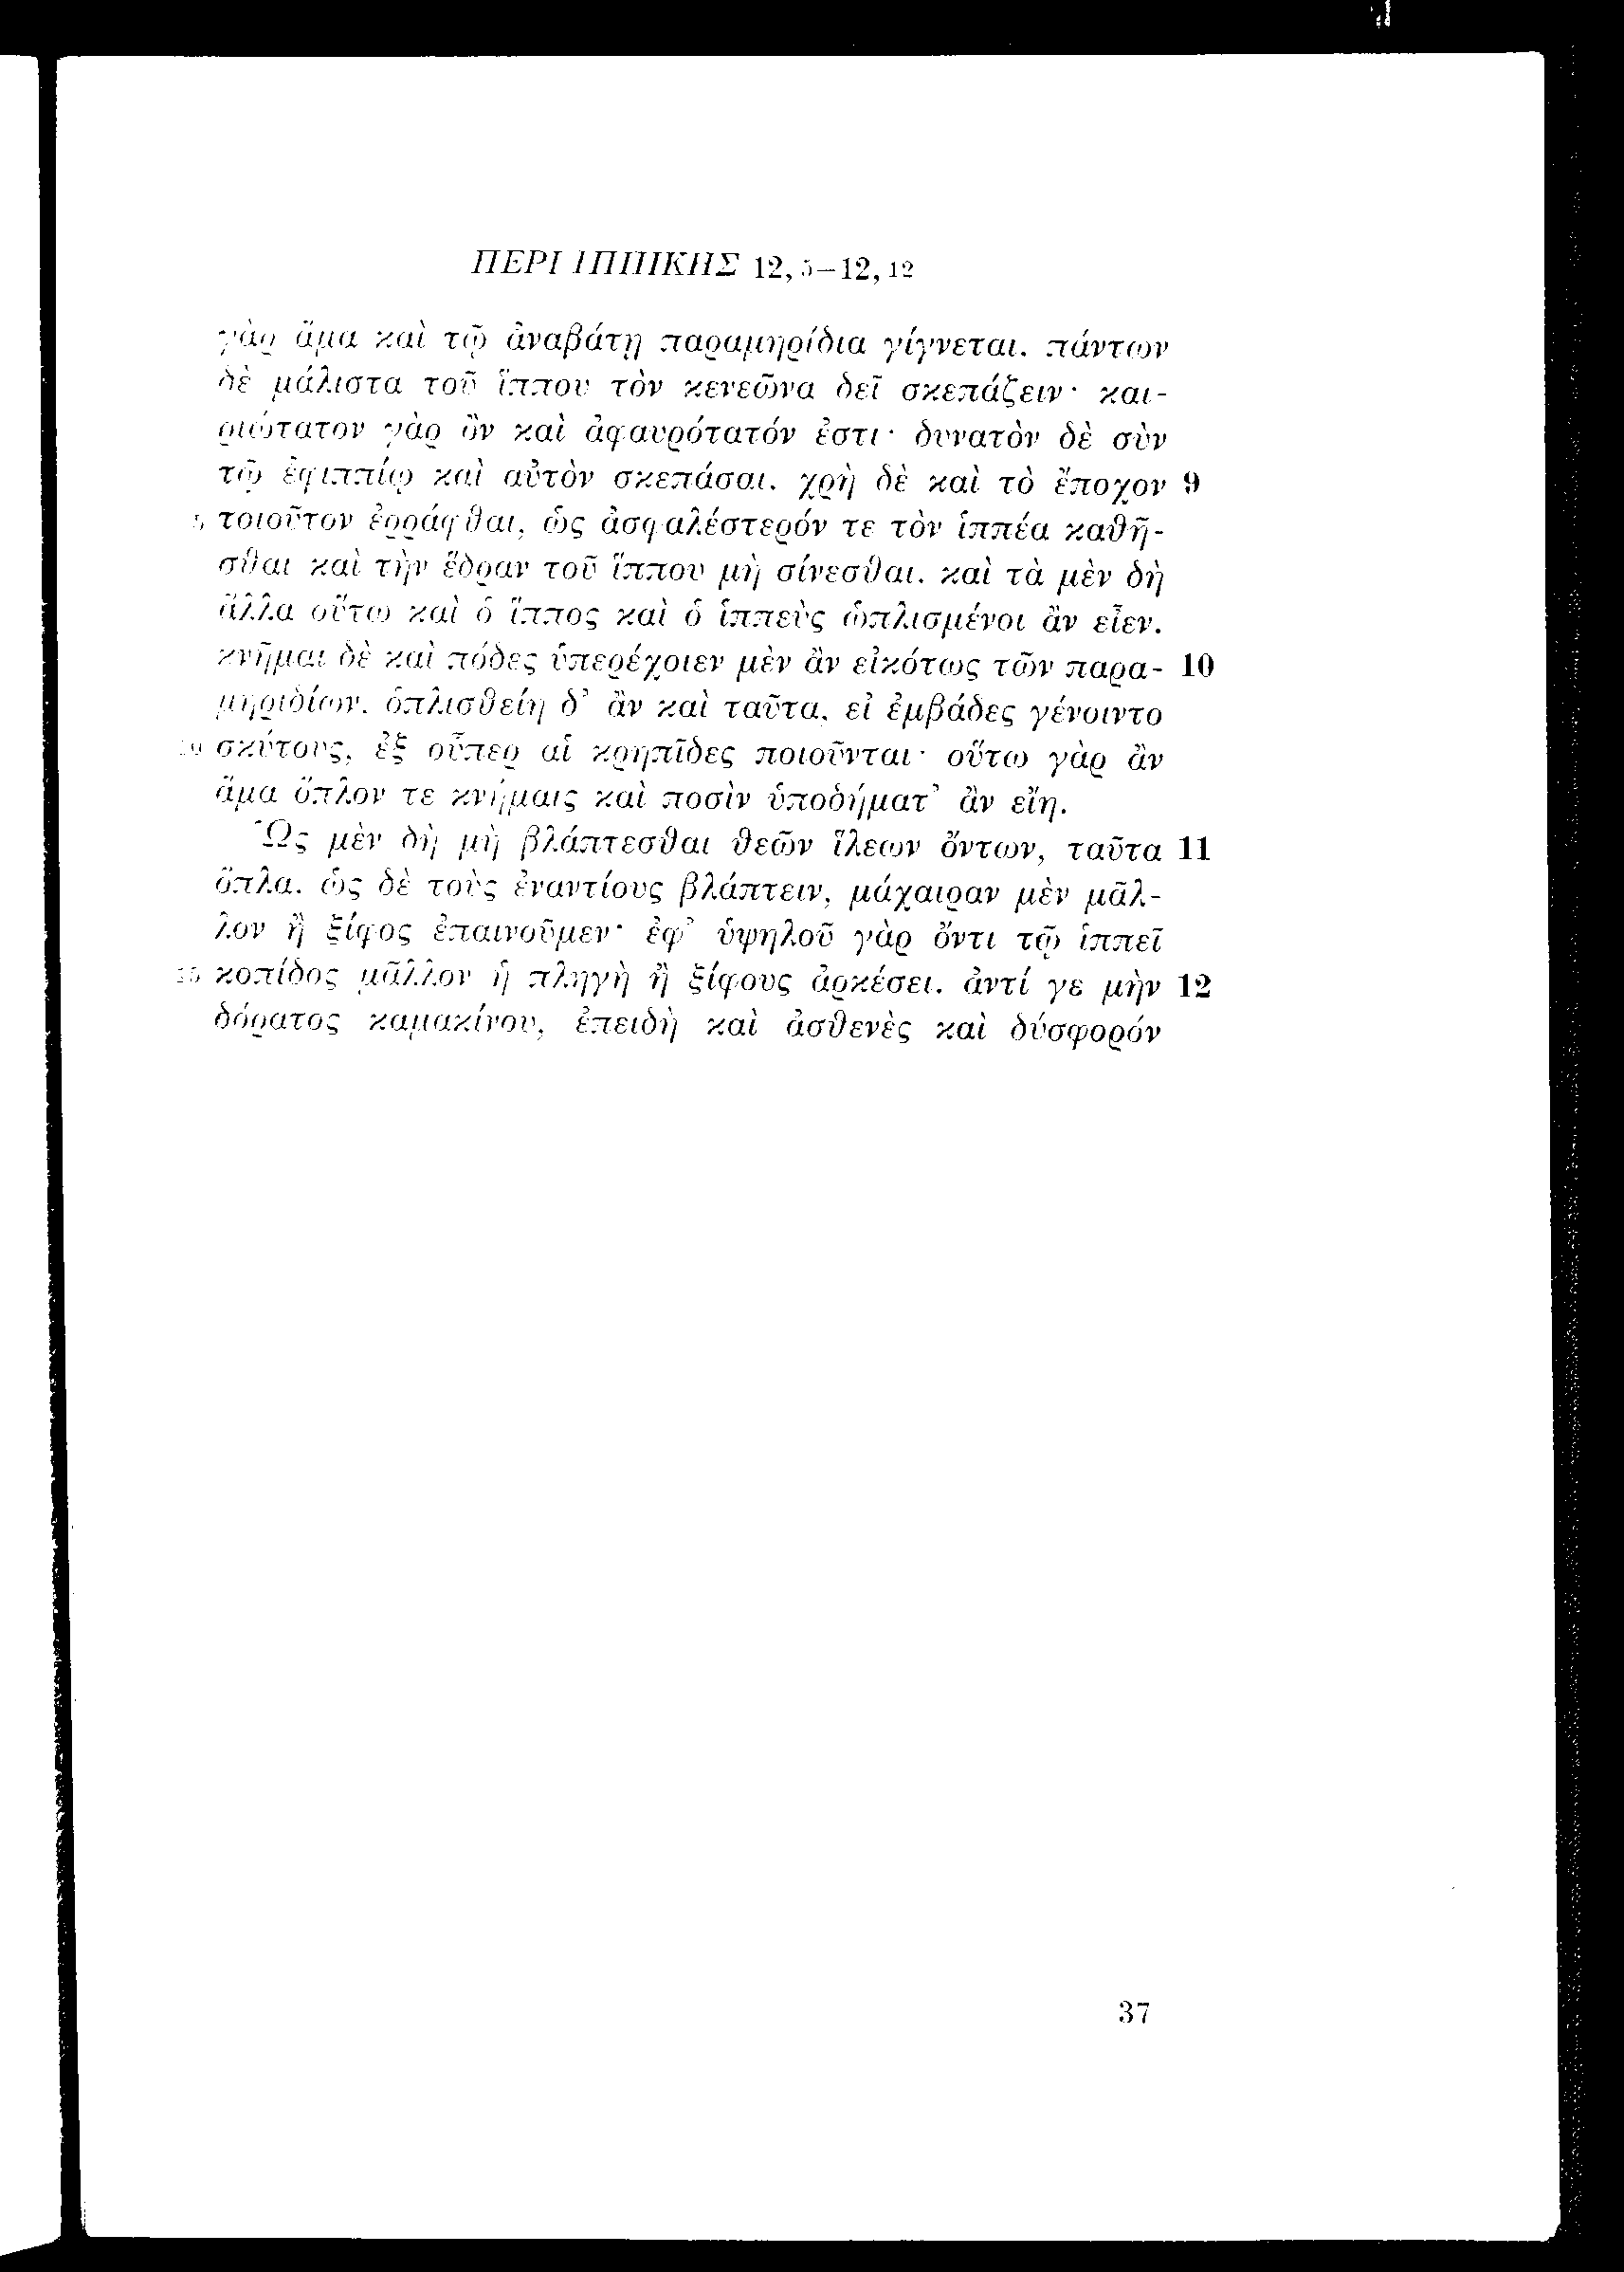 ΠΕΡΙ ΙΠΠΙΚΗΣ 12, 5–12, 12
γὰρ ἅμα καὶ τῷ ἀναβάτῃ παραμηρίδια γίγνεται. πάντων
δὲ μάλιστα τοῦ ἵππου τὸν κενεῶνα δεῖ σκεπάζειν· και-
ριώτατον γὰρ ὂν καὶ ἀφαυρότατόν ἐστι· δυνατὸν δὲ σὺν
τῷ ἐφιππίῳ καὶ αὐτὸν σκεπάσαι. χρὴ δὲ καὶ τὸ ἔποχον 9
5 τοιοῦτον ἐρράφθαι, ὡς ἀσφαλέστερόν τε τὸν ἱππέα καθῆ-
σθαι καὶ τὴν ἕδραν τοῦ ἵππου μὴ σίνεσθαι. καὶ τὰ μὲν δὴ
ἄλλα οὕτω καὶ ὁ ἵππος καὶ ὁ ἱππεὺς ὡπλισμένοι ἂν εἶεν.
κνῆμαι δὲ καὶ πόδες ὑπερέχοιεν μὲν ἂν εἰκότως τῶν παρα- 10
μηριδίων. ὁπλισθείη δ’ ἂν καὶ ταῦτα, εἰ ἐμβάδες γένοιντο
10 σκύτους, ἐξ οὗπερ αἱ κρηπῖδες ποιοῦνται· οὕτω γὰρ ἂν
ἅμα ὅπλον τε κνήμαις καὶ ποσὶν ὑποδήματ’ ἂν εἴη.
Ὡς μὲν δὴ μὴ βλάπτεσθαι θεῶν ἵλεων ὄντων, ταῦτα 11
ὅπλα. ὡς δὲ τοὺς ἐναντίους βλάπτειν, μάχαιραν μὲν μᾶλ-
λον ἢ ξίφος ἐπαινοῦμεν· ἐφ’ ὑψηλοῦ γὰρ ὄντι τῷ ἱππεῖ
15 κοπίδος μᾶλλον ἡ πληγὴ ἢ ξίφους ἀρκέσει. ἀντί γε μὴν 12
δόρατος καμακίνου, ἐπειδὴ καὶ ἀσθενὲς καὶ δύσφορόν
37